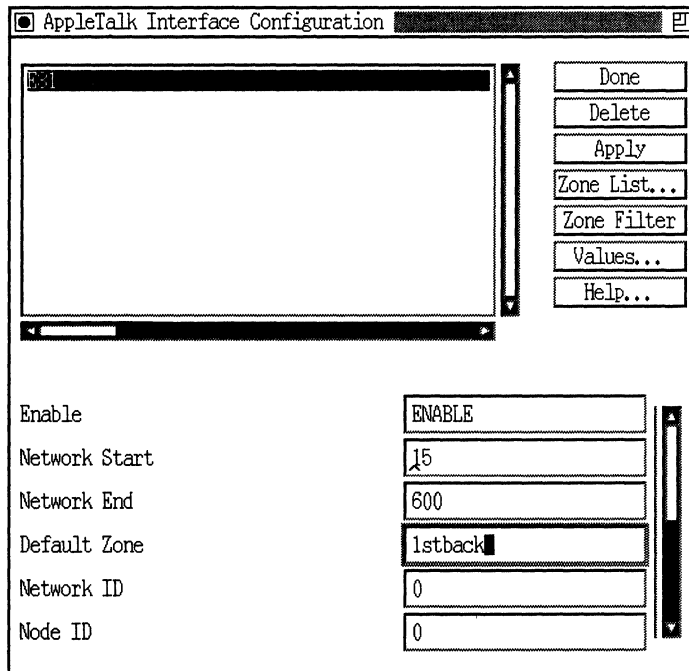 AppleTalk Interface Configuration
E31
Done
Delete
Apply
Zone List...
Zone Filter
Values...
Help...
Enable ENABLE
Network Start 15
Network End 600
Default Zone 1stback
Network ID 0
Node ID 0